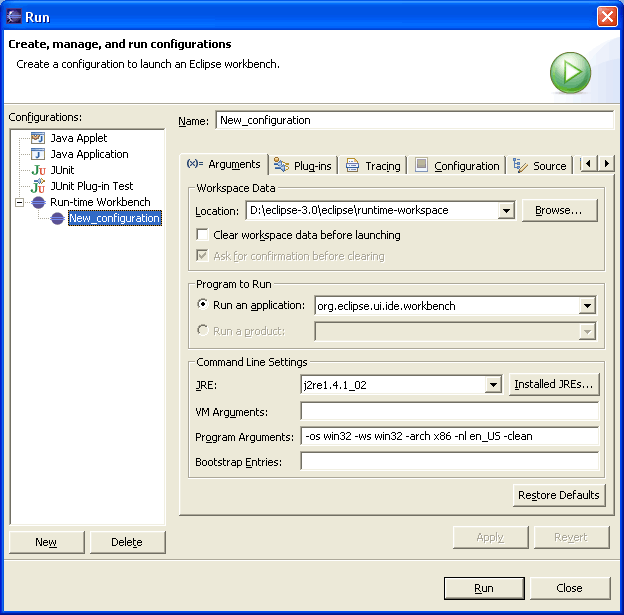 Run
Create, manage, and run configurations
Create a configuration to launch an Eclipse workbench.
Configurations:
Java Applet
Java Application
JUnit
JUnit Plug-in Test
Run-time Workbench
New_configuration
New
Delete
Name: New_configuration
Arguments Plug-ins Tracing Configuration Source
Workspace Data
Location: D:\eclipse-3.0\eclipse\runtime-workspace Browse...
Clear workspace data before launching
Ask for confirmation before clearing
Program to Run
Run an application: org.eclipse.ui.ide.workbench
Run a product:
Command Line Settings
JRE: j2re1.4.1_02 Installed JREs...
VM Arguments:
Program Arguments: -os win32 -ws win32 -arch x86 -nl en_US -clean
Bootstrap Entries:
Restore Defaults
Apply Revert
Run Close